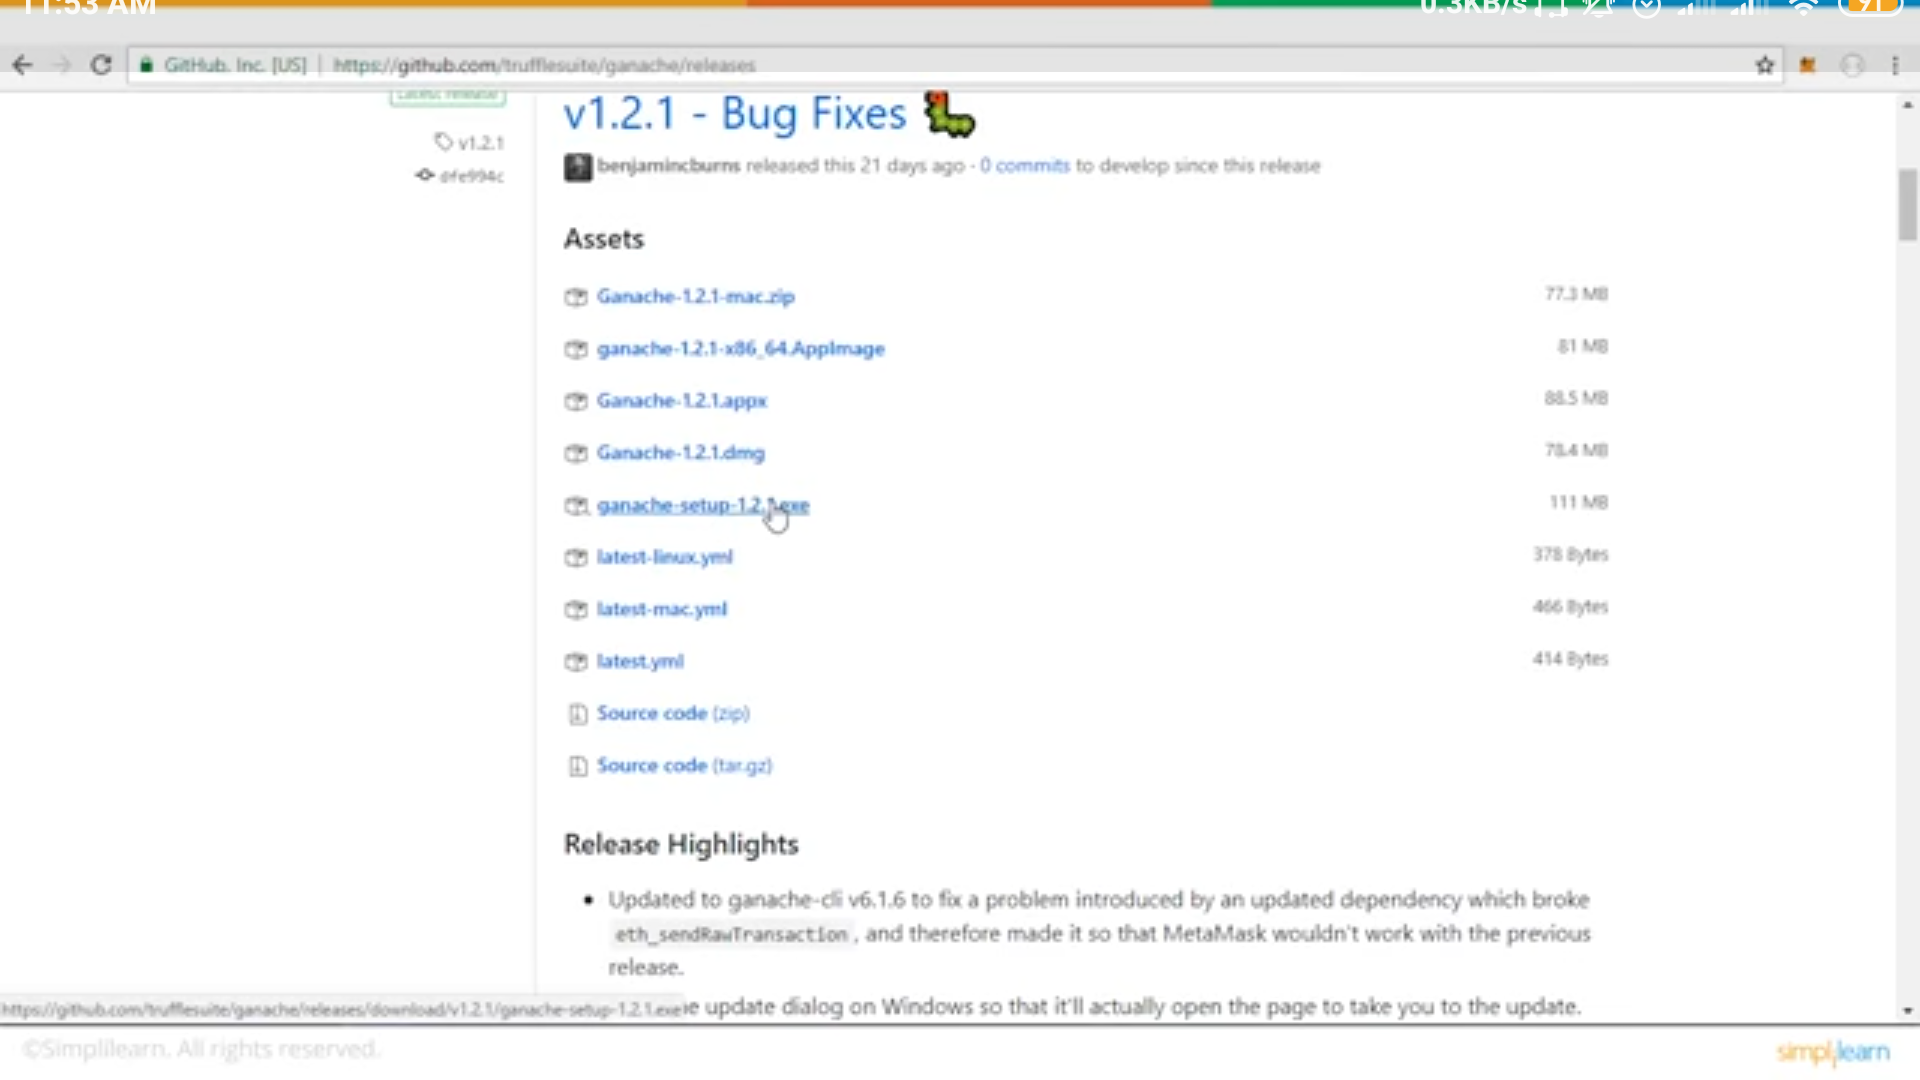 11:53 AM 0.3KB/s 91
GitHub, Inc. [US] | https://github.com/trufflesuite/ganache/releases
Latest release
v1.2.1 - Bug Fixes
v1.2.1
benjamincburns released this 21 days ago · 0 commits to develop since this release
Assets
Ganache-1.2.1-mac.zip 77.3 MB
ganache-1.2.1-x86_64.AppImage 81 MB
Ganache-1.2.1.appx 88.5 MB
Ganache-1.2.1.dmg 78.4 MB
ganache-setup-1.2.1.exe 111 MB
latest-linux.yml 378 Bytes
latest-mac.yml 466 Bytes
latest.yml 414 Bytes
Source code (zip)
Source code (tar.gz)
Release Highlights
• Updated to ganache-cli v6.1.6 to fix a problem introduced by an updated dependency which broke
eth_sendRawTransaction, and therefore made it so that MetaMask wouldn't work with the previous
release.
update dialog on Windows so that it'll actually open the page to take you to the update.
https://github.com/trufflesuite/ganache/releases/download/v1.2.1/ganache-setup-1.2.1.exe
©Simplilearn. All rights reserved.
simplilearn